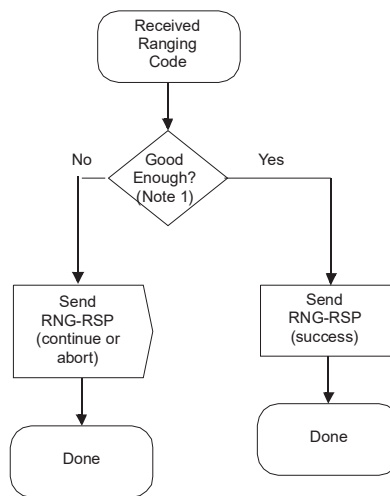 Received
Ranging
Code
No
Good
Enough?
(Note 1)
Yes
Send
RNG-RSP
(continue or
abort)
Send
RNG-RSP
(success)
Done
Done